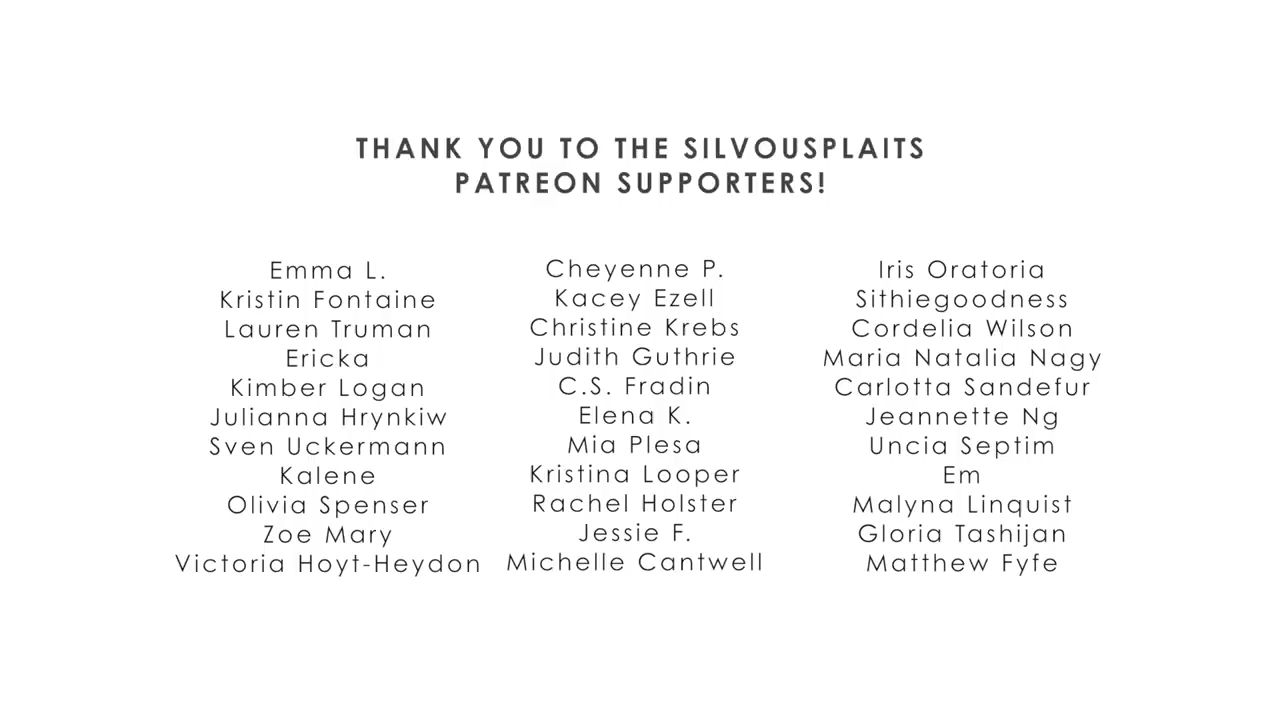 THANK YOU TO THE SILVOUSPLAITS
PATREON SUPPORTERS!
Emma L.
Kristin Fontaine
Lauren Truman
Ericka
Kimber Logan
Julianna Hrynkiw
Sven Uckermann
Kalene
Olivia Spenser
Zoe Mary
Victoria Hoyt-Heydon
Cheyenne P.
Kacey Ezell
Christine Krebs
Judith Guthrie
C.S. Fradin
Elena K.
Mia Plesa
Kristina Looper
Rachel Holster
Jessie F.
Michelle Cantwell
Iris Oratoria
Sithiegoodness
Cordelia Wilson
Maria Natalia Nagy
Carlotta Sandefur
Jeannette Ng
Uncia Septim
Em
Malyna Linquist
Gloria Tashijan
Matthew Fyfe